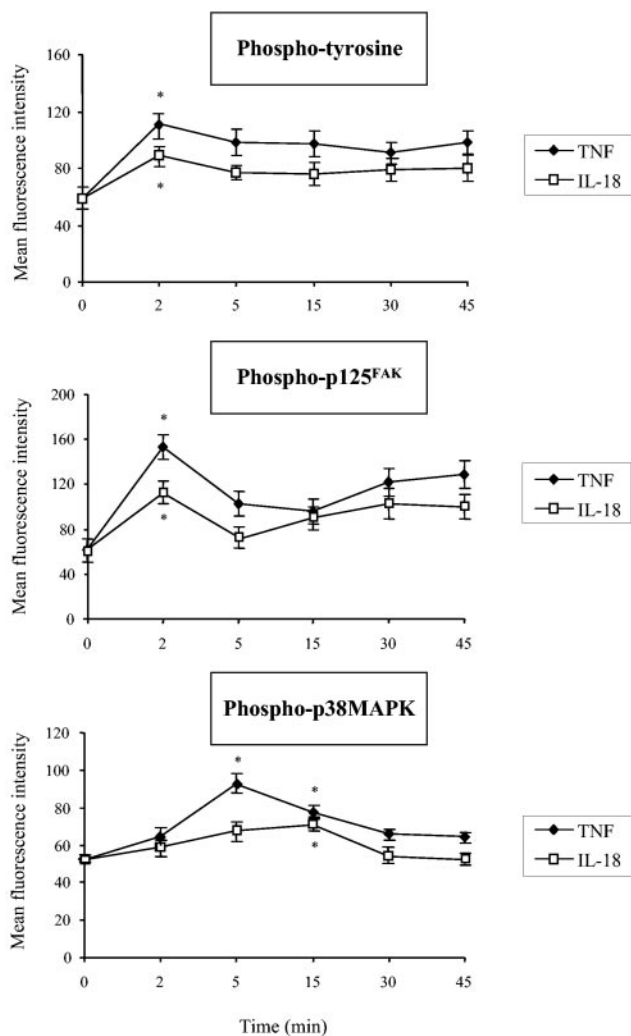 Phospho-tyrosine
Mean fluorescence intensity
160
120
80
40
0
*
*
0 2 5 15 30 45
TNF
IL-18
Phospho-p125FAK
Mean fluorescence intensity
200
160
120
80
40
0
*
*
0 2 5 15 30 45
TNF
IL-18
Phospho-p38MAPK
Mean fluorescence intensity
120
100
80
60
40
20
0
* *
*
0 2 5 15 30 45
TNF
IL-18
Time (min)